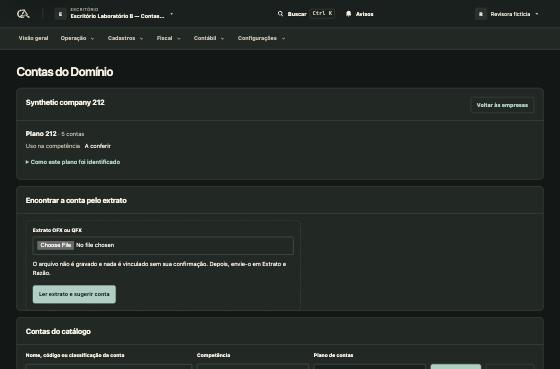 CA
E
ESCRITÓRIO
Escritório Laboratório B — Contas...
Buscar Ctrl K
Avisos
R
Revisora fictícia
Visão geral
Operação
Cadastros
Fiscal
Contábil
Configurações
Contas do Domínio
Synthetic company 212
Voltar às empresas
Plano 212 · 5 contas
Uso na competência A conferir
Como este plano foi identificado
Encontrar a conta pelo extrato
Extrato OFX ou QFX
Choose File No file chosen
O arquivo não é gravado e nada é vinculado sem sua confirmação. Depois, envie-o em Extrato e
Razão.
Ler extrato e sugerir conta
Contas do catálogo
Nome, código ou classificação da conta
Competência
Plano de contas